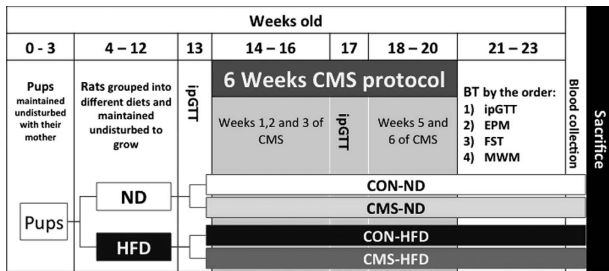 Weeks old
0 - 3
4 – 12
13
14 – 16
17
18 – 20
21 – 23
Pups
maintained
undisturbed
with their
mother
Rats grouped into
different diets and
maintained
undisturbed to
grow
ipGTT
6 Weeks CMS protocol
Weeks 1,2 and 3 of
CMS
ipGTT
Weeks 5 and
6 of CMS
BT by the order:
1) ipGTT
2) EPM
3) FST
4) MWM
Blood collection
Sacrifice
Pups
ND
HFD
CON-ND
CMS-ND
CON-HFD
CMS-HFD